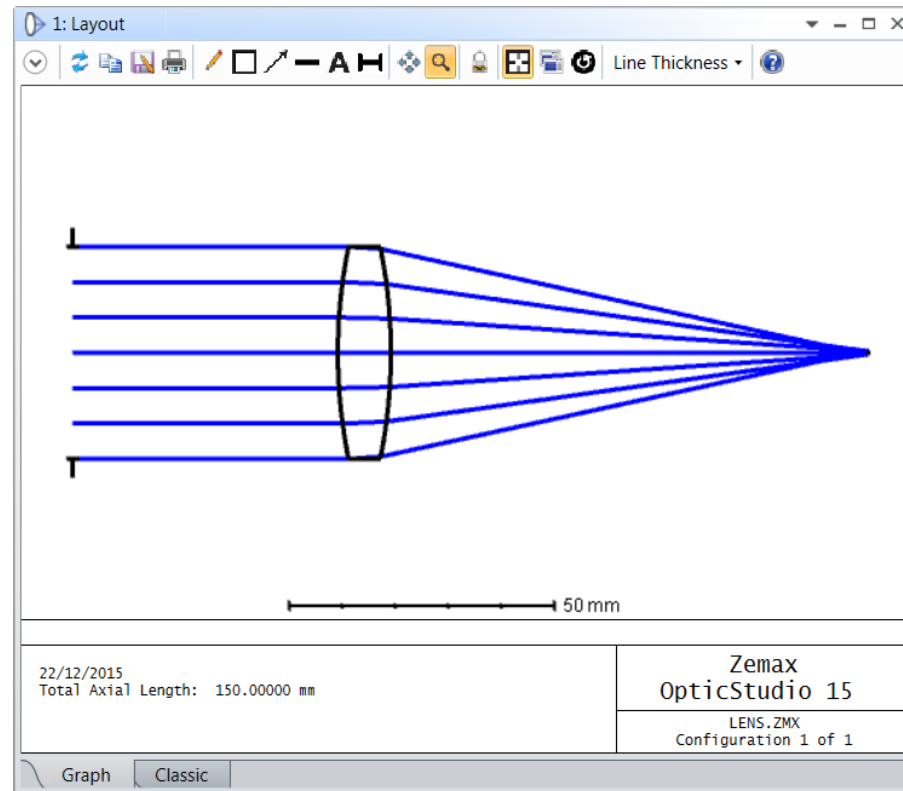 1: Layout
Line Thickness
50 mm
22/12/2015
Total Axial Length: 150.00000 mm
Zemax
OpticStudio 15
LENS.ZMX
Configuration 1 of 1
Graph
Classic